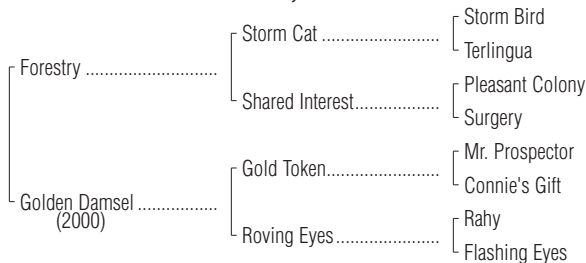 Storm Bird
Storm Cat ........................................
Terlingua
Forestry .............................................
Pleasant Colony
Shared Interest..............................
Surgery
Mr. Prospector
Gold Token........................................
Connie's Gift
Golden Damsel ...........................
(2000)
Rahy
Roving Eyes.....................................
Flashing Eyes